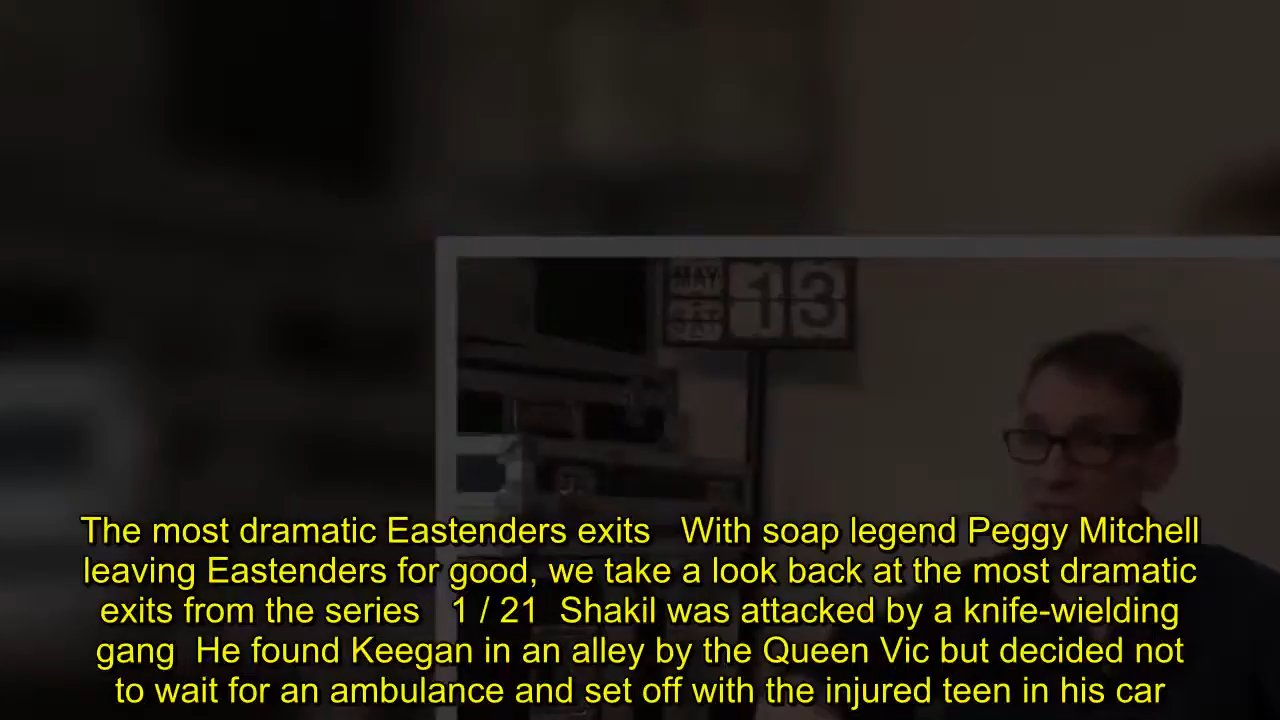 MAY 13
SAT
The most dramatic Eastenders exits With soap legend Peggy Mitchell
leaving Eastenders for good, we take a look back at the most dramatic
exits from the series 1 / 21 Shakil was attacked by a knife-wielding
gang He found Keegan in an alley by the Queen Vic but decided not
to wait for an ambulance and set off with the injured teen in his car